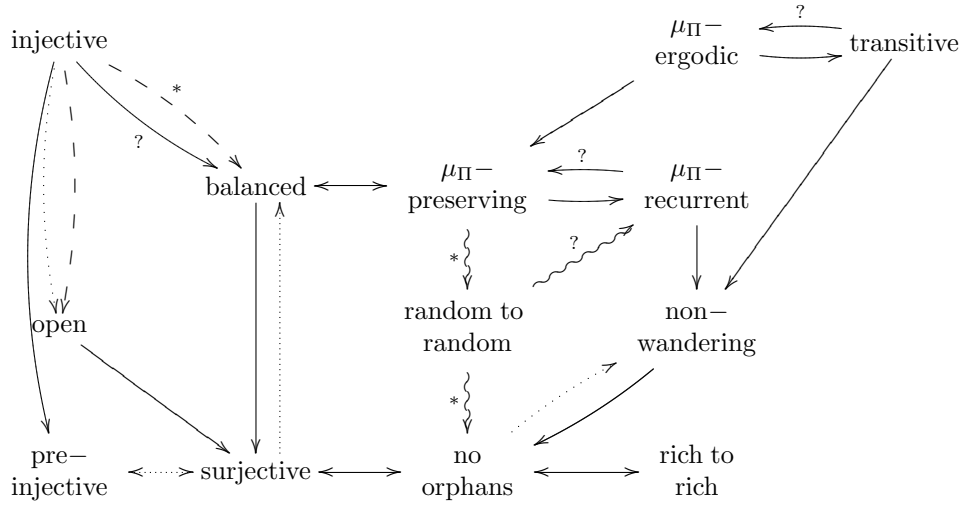 injective
μΠ−
ergodic
?
transitive
*
?
balanced
μΠ−
preserving
?
μΠ−
recurrent
*
?
open
random to
random
non−
wandering
*
pre−
injective
surjective
no
orphans
rich to
rich